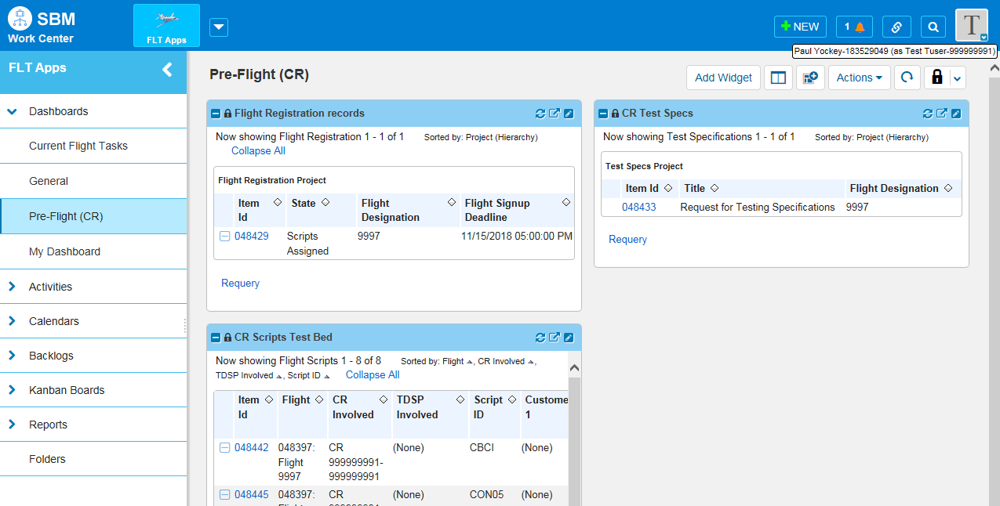 SBM
Work Center
FLT Apps
NEW
1
T
Paul Yockey-183529049 (as Test Tuser-999999991)
FLT Apps
Dashboards
Current Flight Tasks
General
Pre-Flight (CR)
My Dashboard
Activities
Calendars
Backlogs
Kanban Boards
Reports
Folders
Pre-Flight (CR)
Add Widget
Actions
Flight Registration records
Now showing Flight Registration 1 - 1 of 1 Sorted by: Project (Hierarchy)
Collapse All
Flight Registration Project
Item Id State Flight Designation Flight Signup Deadline
048429 Scripts Assigned 9997 11/15/2018 05:00:00 PM
Requery
CR Test Specs
Now showing Test Specifications 1 - 1 of 1 Sorted by: Project (Hierarchy)
Test Specs Project
Item Id Title Flight Designation
048433 Request for Testing Specifications 9997
Requery
CR Scripts Test Bed
Now showing Flight Scripts 1 - 8 of 8 Sorted by: Flight , CR Involved ,
TDSP Involved , Script ID Collapse All
Item Id Flight CR Involved TDSP Involved Script ID Custome 1
048442 048397: Flight 9997 CR 999999991-999999991 (None) CBCI (None)
048445 048397: CR (None) CON05 (None)